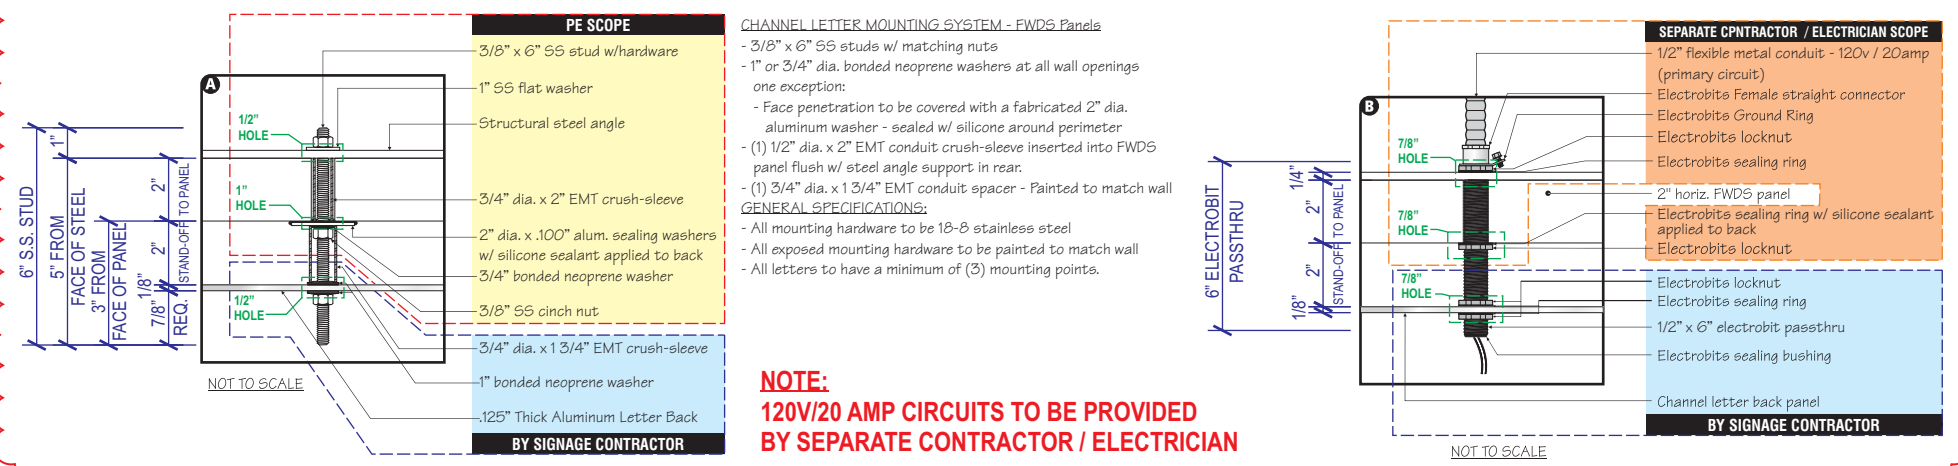 PE SCOPE
3/8" x 6" SS stud w/hardware
1" SS flat washer
Structural steel angle
3/4" dia. x 2" EMT crush-sleeve
2" dia. x .100" alum. sealing washers
w/ silicone sealant applied to back
3/4" bonded neoprene washer
3/8" SS cinch nut
3/4" dia. x 1 3/4" EMT crush-sleeve
1" bonded neoprene washer
.125" Thick Aluminum Letter Back
BY SIGNAGE CONTRACTOR
A
1/2"
HOLE
1"
HOLE
1/2"
HOLE
6" S.S. STUD
1"
5" FROM
FACE OF STEEL
3" FROM
FACE OF PANEL
2"
2"
STAND-OFF TO PANEL
1/8"
7/8"
REQ.
NOT TO SCALE
CHANNEL LETTER MOUNTING SYSTEM - FWDS Panels
- 3/8" x 6" SS studs w/ matching nuts
- 1" or 3/4" dia. bonded neoprene washers at all wall openings
one exception:
- Face penetration to be covered with a fabricated 2" dia.
aluminum washer - sealed w/ silicone around perimeter
- (1) 1/2" dia. x 2" EMT conduit crush-sleeve inserted into FWDS
panel flush w/ steel angle support in rear.
- (1) 3/4" dia. x 1 3/4" EMT conduit spacer - Painted to match wall
GENERAL SPECIFICATIONS:
- All mounting hardware to be 18-8 stainless steel
- All exposed mounting hardware to be painted to match wall
- All letters to have a minimum of (3) mounting points.
NOTE:
120V/20 AMP CIRCUITS TO BE PROVIDED
BY SEPARATE CONTRACTOR / ELECTRICIAN
SEPARATE CPNTRACTOR / ELECTRICIAN SCOPE
1/2" flexible metal conduit - 120v / 20amp
(primary circuit)
Electrobits Female straight connector
Electrobits Ground Ring
Electrobits locknut
Electrobits sealing ring
2" horiz. FWDS panel
Electrobits sealing ring w/ silicone sealant
applied to back
Electrobits locknut
Electrobits locknut
Electrobits sealing ring
1/2" x 6" electrobit passthru
Electrobits sealing bushing
Channel letter back panel
BY SIGNAGE CONTRACTOR
B
7/8"
HOLE
7/8"
HOLE
7/8"
HOLE
6" ELECTROBIT
PASSTHRU
1/4"
2"
2"
STAND-OFF TO PANEL
1/8"
NOT TO SCALE